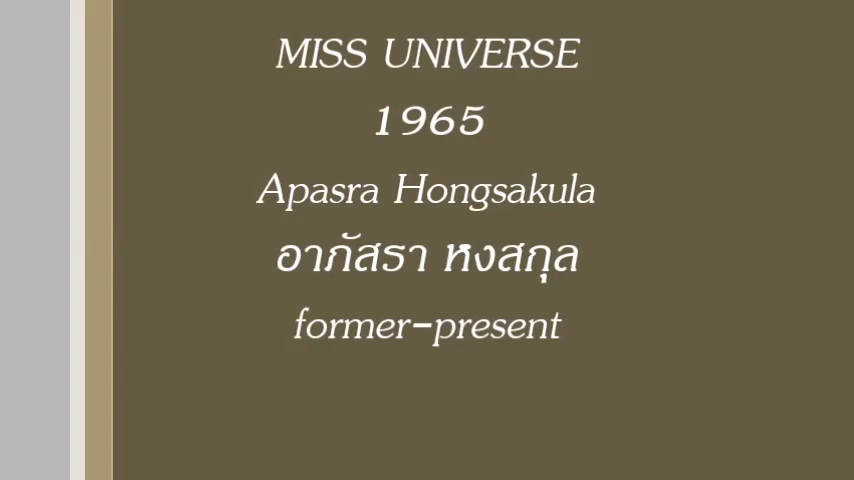 MISS UNIVERSE
1965
Apasra Hongsakula
อาภัสรา หงสกุล
former-present